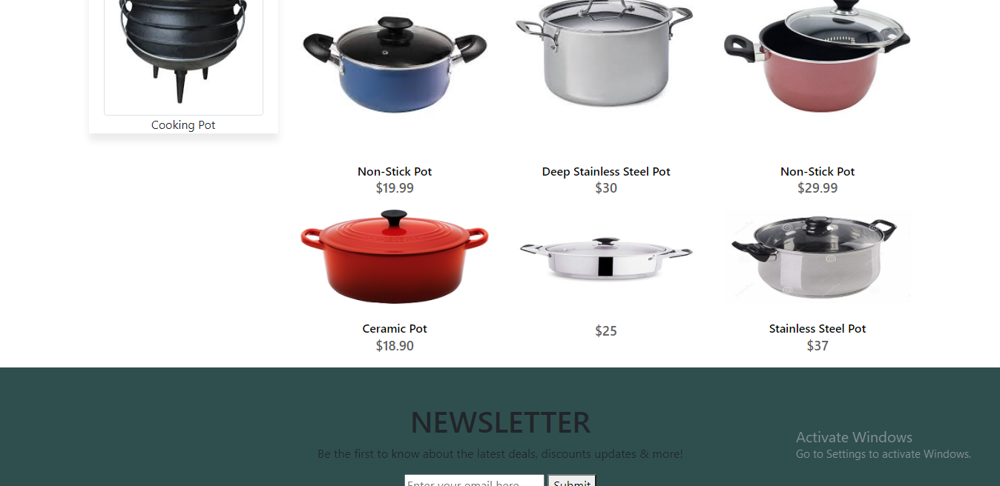 Cooking Pot
Non-Stick Pot
$19.99
Deep Stainless Steel Pot
$30
Non-Stick Pot
$29.99
Ceramic Pot
$18.90
$25
Stainless Steel Pot
$37
NEWSLETTER
Be the first to know about the latest deals, discounts updates & more!
Enter your email here
Submit
Activate Windows
Go to Settings to activate Windows.